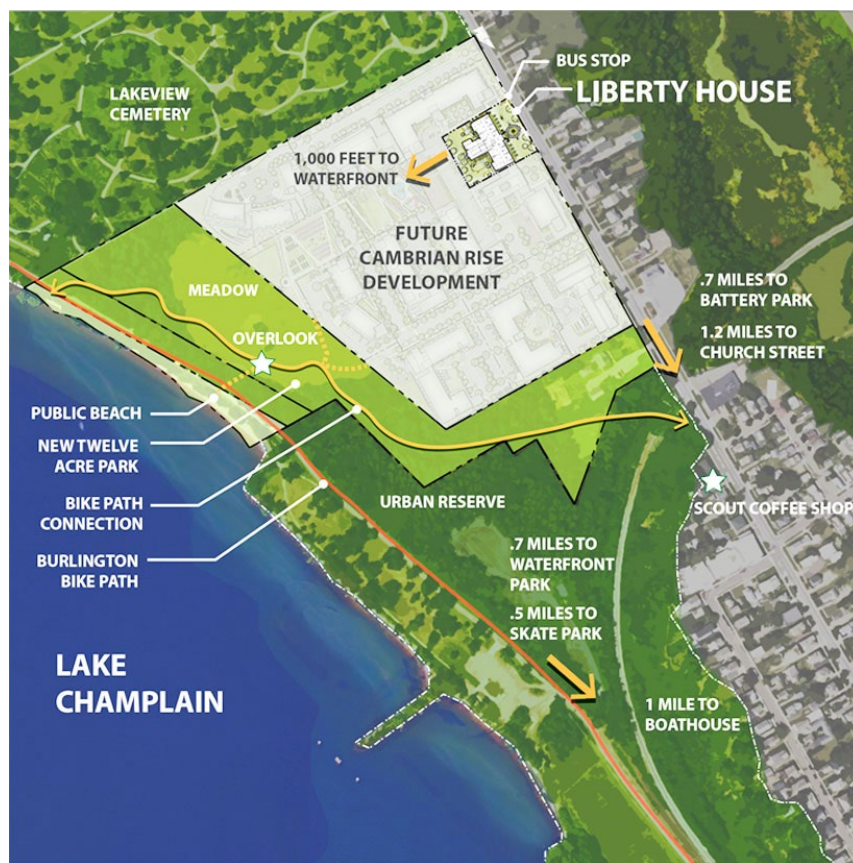 LAKEVIEW
CEMETERY
BUS STOP
LIBERTY HOUSE
1,000 FEET TO
WATERFRONT
FUTURE
CAMBRIAN RISE
DEVELOPMENT
MEADOW
OVERLOOK
.7 MILES TO
BATTERY PARK
1.2 MILES TO
CHURCH STREET
PUBLIC BEACH
NEW TWELVE
ACRE PARK
BIKE PATH
CONNECTION
BURLINGTON
BIKE PATH
URBAN RESERVE
SCOUT COFFEE SHOP
.7 MILES TO
WATERFRONT
PARK
.5 MILES TO
SKATE PARK
LAKE
CHAMPLAIN
1 MILE TO
BOATHOUSE